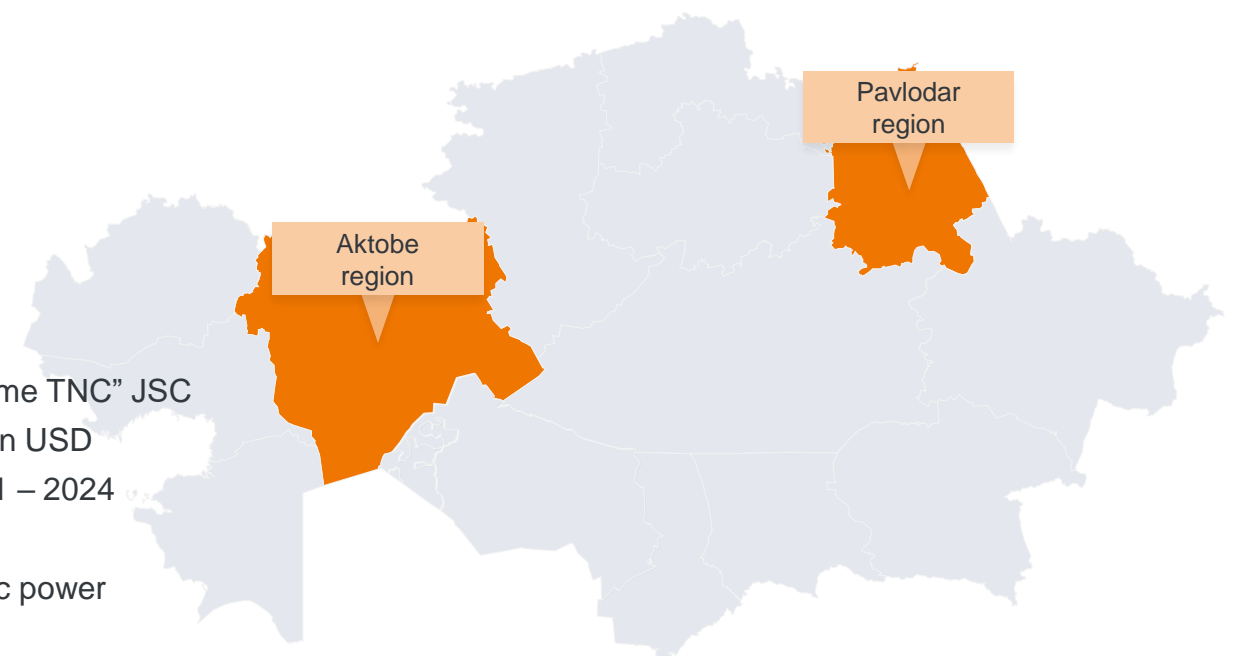 Pavlodar
region
Aktobe
region
me TNC” JSC
n USD
– 2024
c power